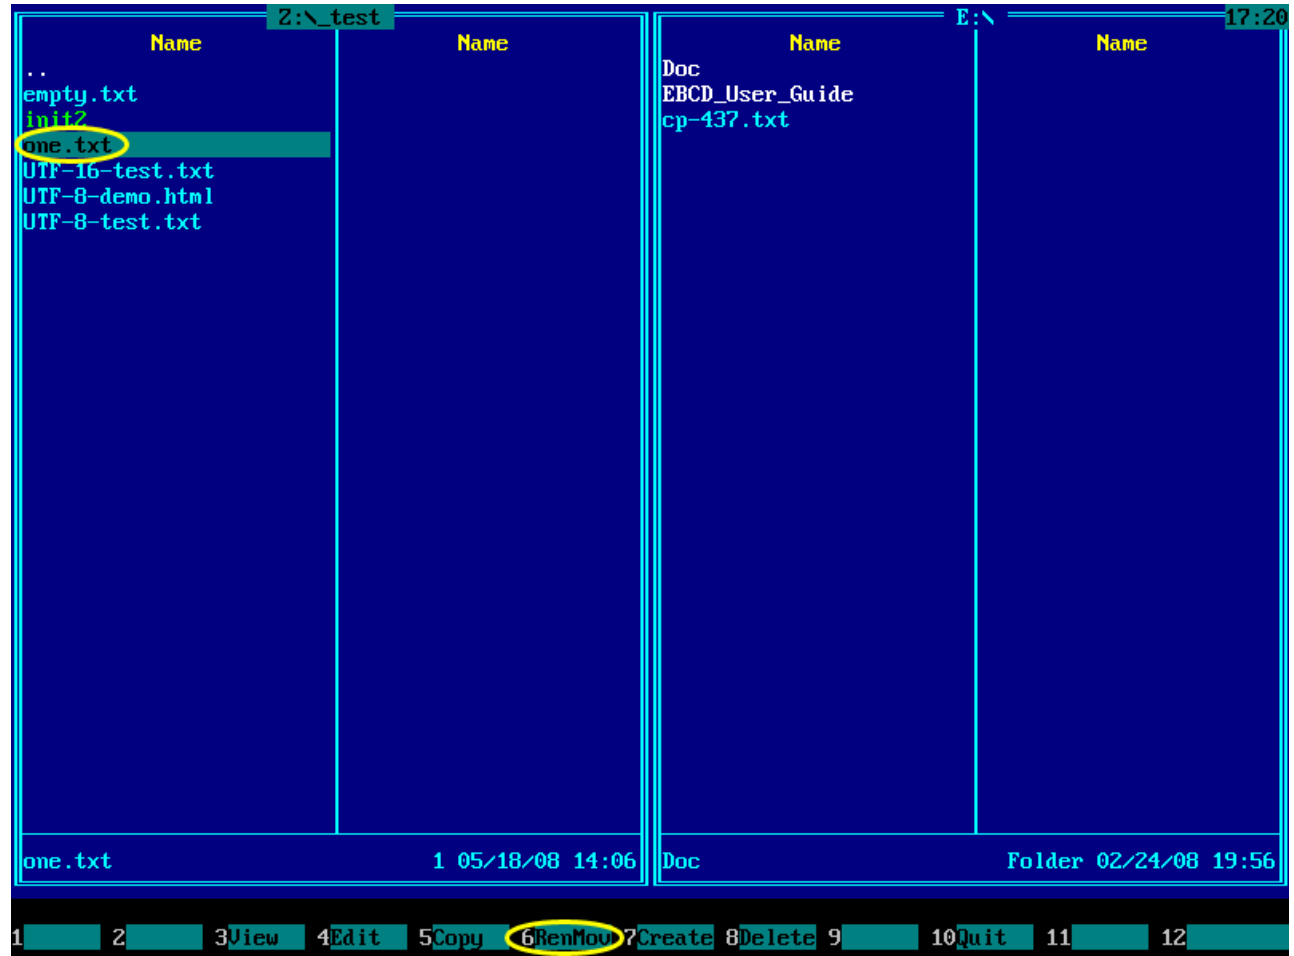 Z:\_test
Name Name
..
empty.txt
init2
one.txt
UTF-16-test.txt
UTF-8-demo.html
UTF-8-test.txt
one.txt 1 05/18/08 14:06
E:\ 17:20
Name Name
Doc
EBCD_User_Guide
cp-437.txt
Doc Folder 02/24/08 19:56
1 2 3View 4Edit 5Copy 6RenMov 7Create 8Delete 9 10Quit 11 12